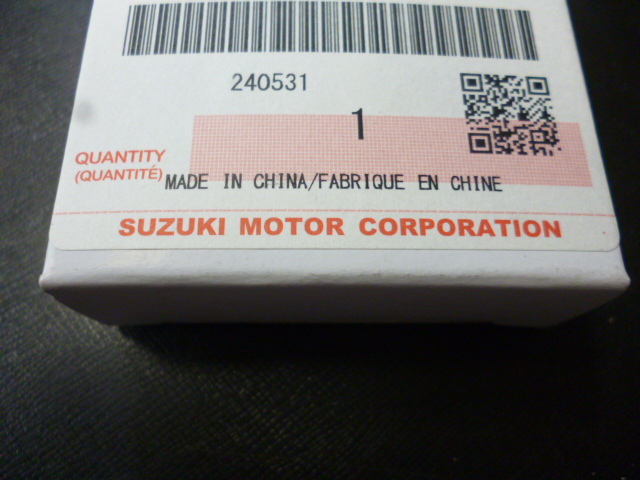 240531
1
QUANTITY
(QUANTITÉ)
MADE IN CHINA/FABRIQUE EN CHINE
SUZUKI MOTOR CORPORATION